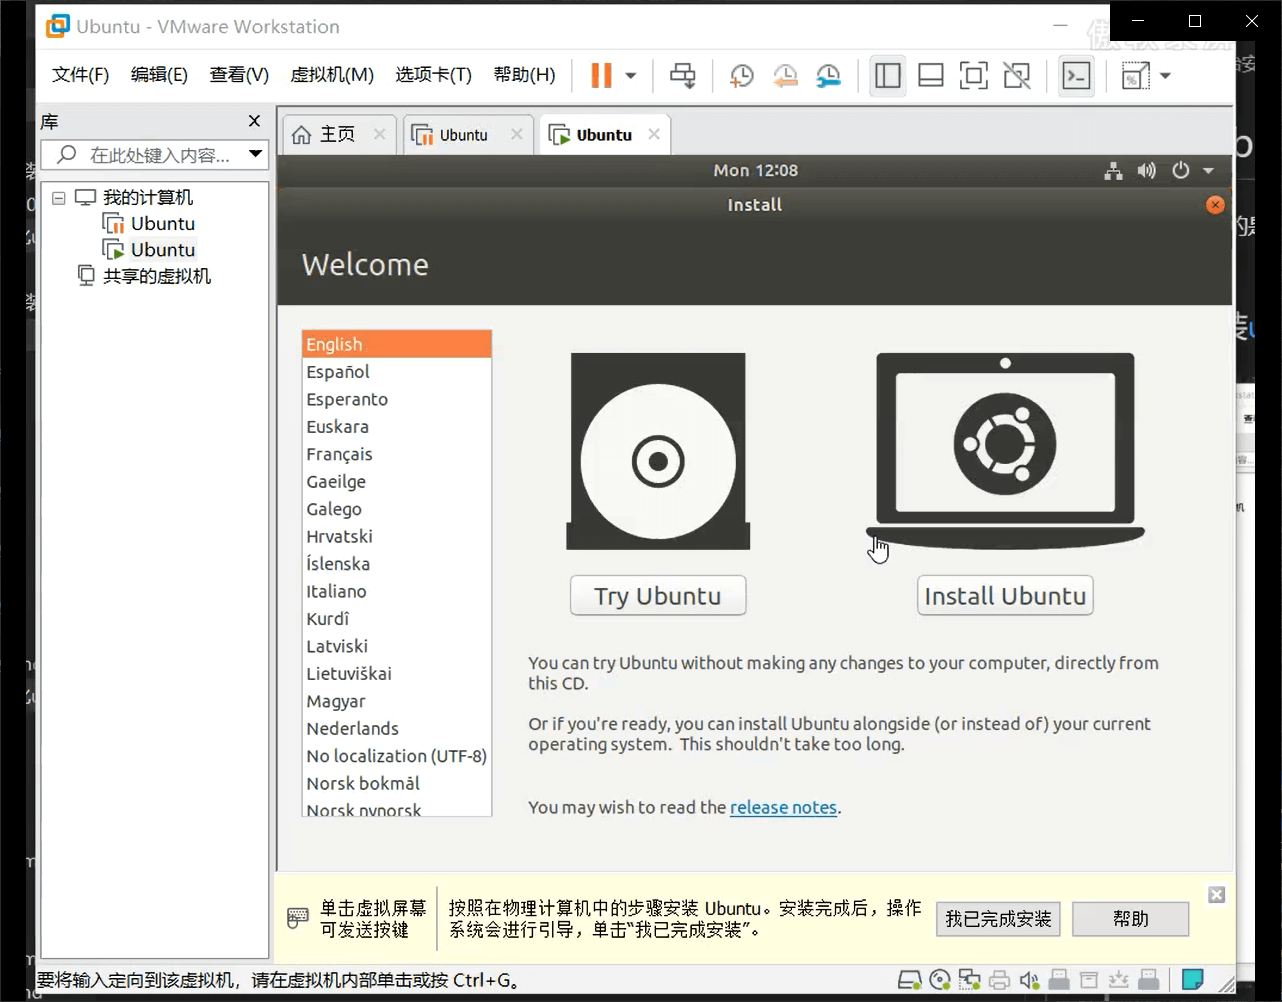 Ubuntu - VMware Workstation
文件(F) 编辑(E) 查看(V) 虚拟机(M) 选项卡(T) 帮助(H)
库
主页 Ubuntu Ubuntu
在此处键入内容...
我的计算机
Ubuntu
Ubuntu
共享的虚拟机
Mon 12:08
Install
Welcome
English
Español
Esperanto
Euskara
Français
Gaeilge
Galego
Hrvatski
Íslenska
Italiano
Kurdî
Latviski
Lietuviškai
Magyar
Nederlands
No localization (UTF-8)
Norsk bokmål
Norsk nynorsk
Try Ubuntu
Install Ubuntu
You can try Ubuntu without making any changes to your computer, directly from
this CD.
Or if you're ready, you can install Ubuntu alongside (or instead of) your current
operating system. This shouldn't take too long.
You may wish to read the release notes.
单击虚拟屏幕
可发送按键
按照在物理计算机中的步骤安装 Ubuntu。安装完成后，操作
系统会进行引导，单击“我已完成安装”。
我已完成安装
帮助
要将输入定向到该虚拟机，请在虚拟机内部单击或按 Ctrl+G。